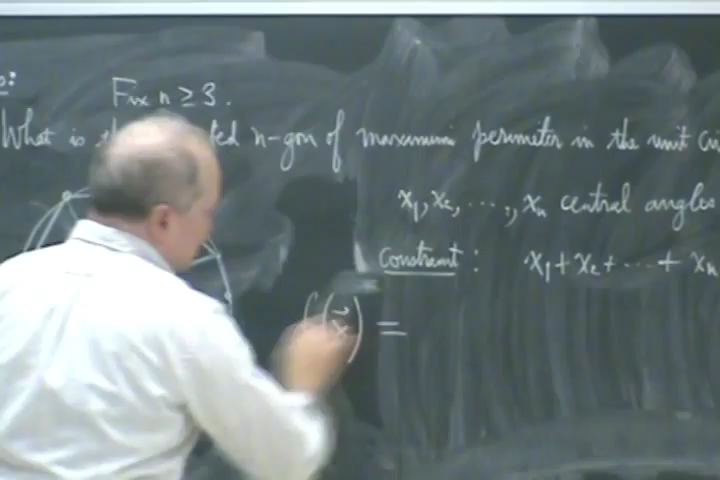 Fix n ≥ 3.
What is n-gon of maximum perimeter in the unit
x₁, x₂, ..., xₙ central angles
Constraint: x₁ + x₂ + ... + xₙ
(x⃗) =